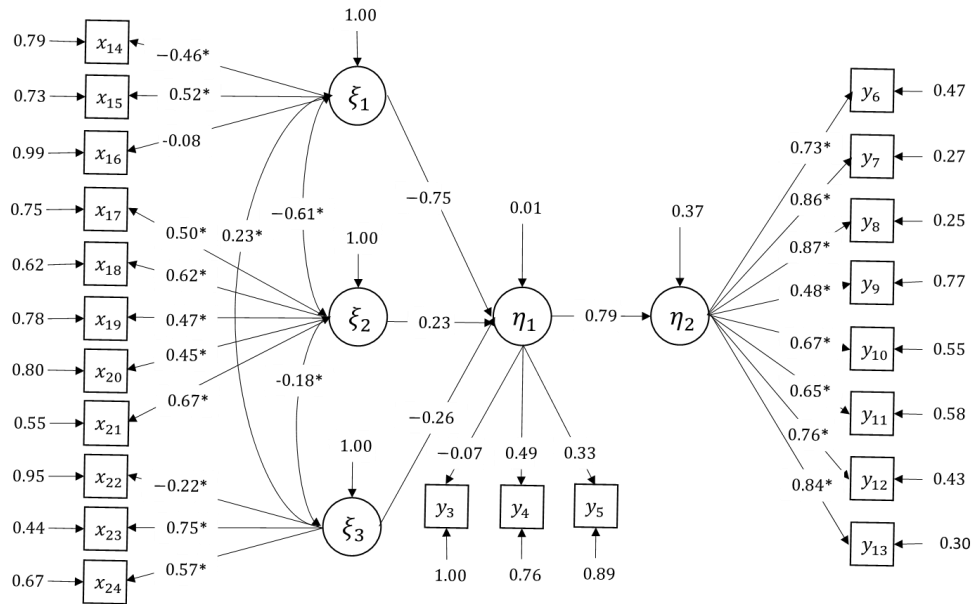 1.00
0.79 x₁₄ −0.46*
0.73 x₁₅ 0.52* ξ₁ y₆ 0.47
0.99 x₁₆ -0.08 0.73* y₇ 0.27
0.75 x₁₇ −0.61* −0.75 0.86*
0.50* 0.23* 1.00 0.01 0.37 y₈ 0.25
0.62 x₁₈ 0.62* 0.87*
0.78 x₁₉ 0.47* ξ₂ 0.23 η₁ 0.79 η₂ 0.48* y₉ 0.77
0.80 x₂₀ 0.45* -0.18* 0.67* y₁₀ 0.55
0.55 x₂₁ 0.67* −0.26 0.65* y₁₁ 0.58
1.00 −0.07 0.49 0.33 0.76*
0.95 x₂₂ −0.22* 0.84* y₁₂ 0.43
0.44 x₂₃ 0.75* ξ₃ y₃ y₄ y₅ y₁₃ 0.30
0.67 x₂₄ 0.57* 1.00 0.76 0.89